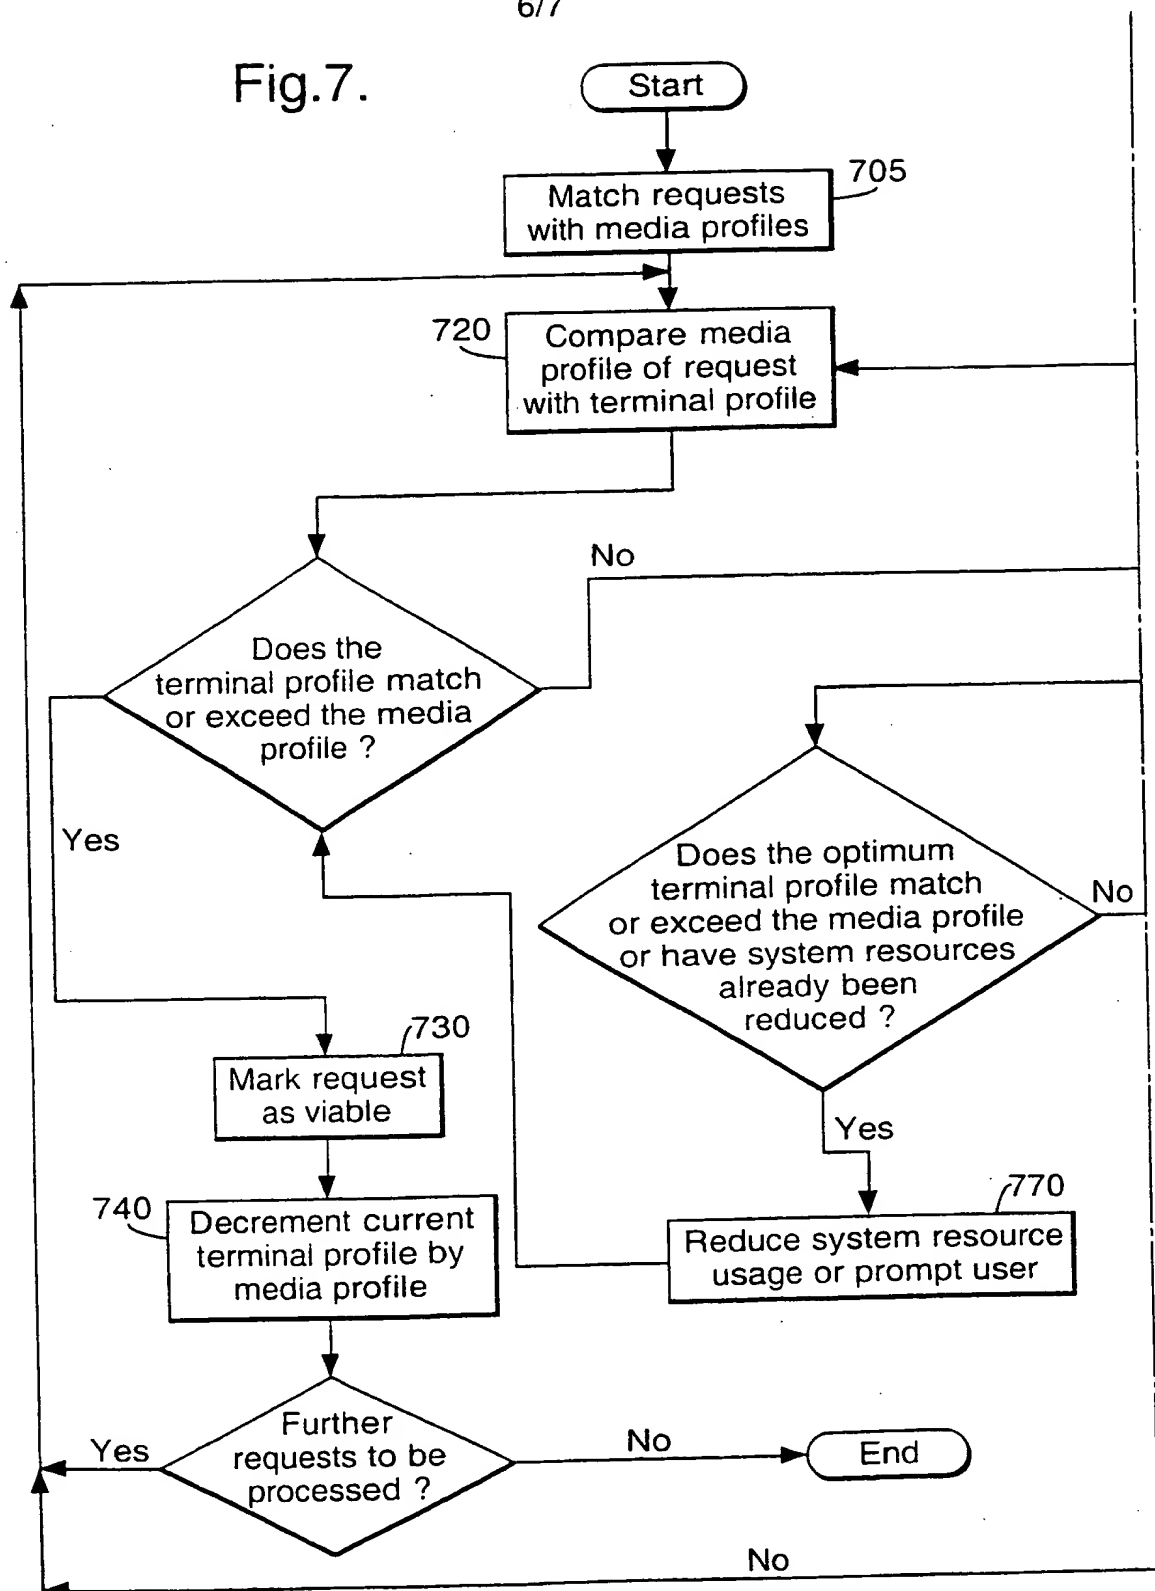 6/7
Fig.7.
Start
705
Match requests
with media profiles
720
Compare media
profile of request
with terminal profile
No
Does the
terminal profile match
or exceed the media
profile ?
Yes
Does the optimum
terminal profile match
or exceed the media profile
or have system resources
already been
reduced ?
No
730
Mark request
as viable
Yes
740
Decrement current
terminal profile by
media profile
770
Reduce system resource
usage or prompt user
Further
requests to be
processed ?
Yes
No
End
No